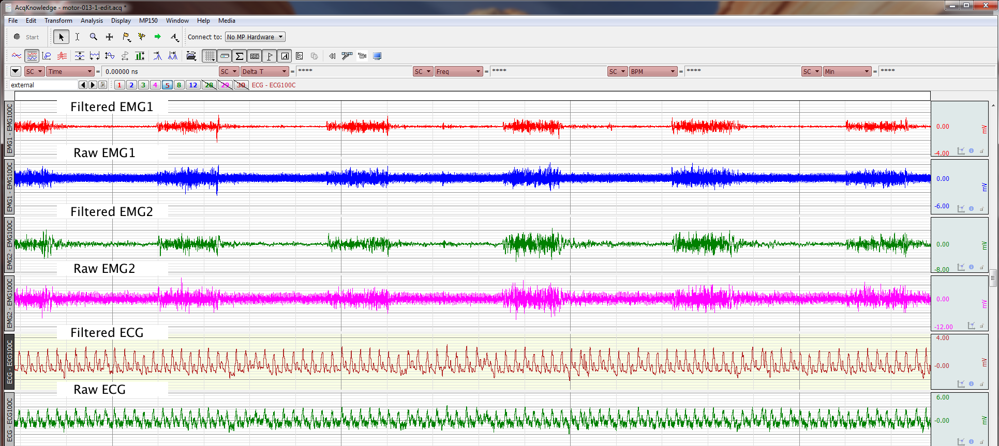 AcqKnowledge - motor-013-1-edit.acq *
File Edit Transform Analysis Display MP150 Window Help Media
Start Connect to: No MP Hardware
SC Time = 0.00000 ns SC Delta T = **** SC Freq = **** SC BPM = **** SC Min = ****
external 1 2 3 4 5 8 12 28 29 30 ECG - ECG100C
Filtered EMG1
EMG1 - EMG100C
0.00
mV
-4.00
Raw EMG1
EMG1 - EMG100C
0.00
mV
-6.00
Filtered EMG2
EMG2 - EMG100C
0.00
mV
-8.00
Raw EMG2
EMG2 - EMG100C
0.00
mV
-12.00
Filtered ECG
ECG - ECG100C
4.00
-0.00
mV
Raw ECG
ECG - ECG100C
6.00
-0.00
mV